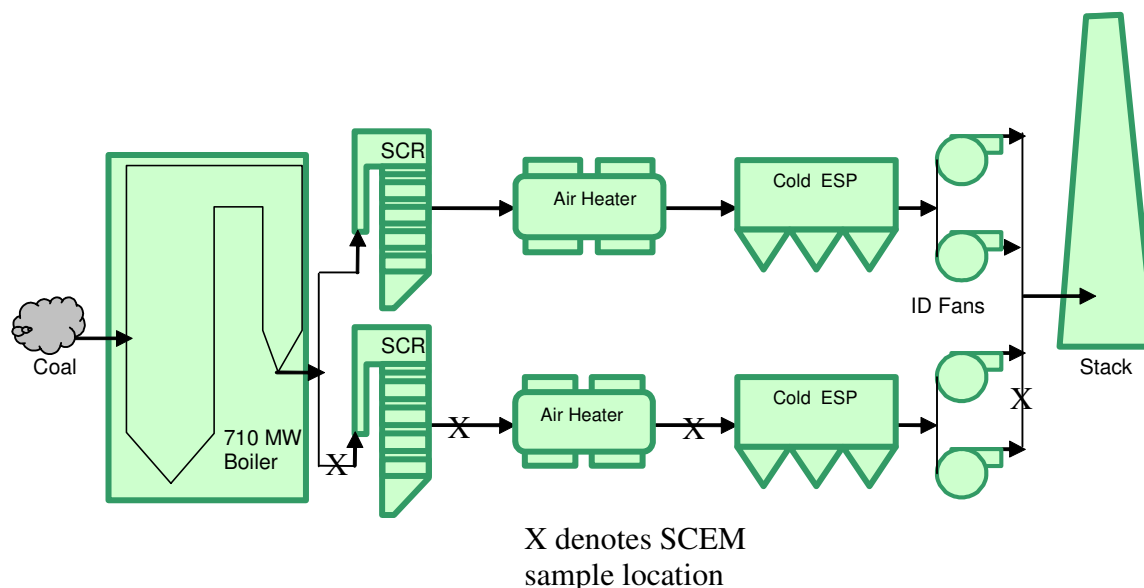 SCR
Air Heater
Cold ESP
ID Fans
Coal
710 MW
Boiler
X
SCR
X
Air Heater
X
Cold ESP
X
Stack
X denotes SCEM
sample location